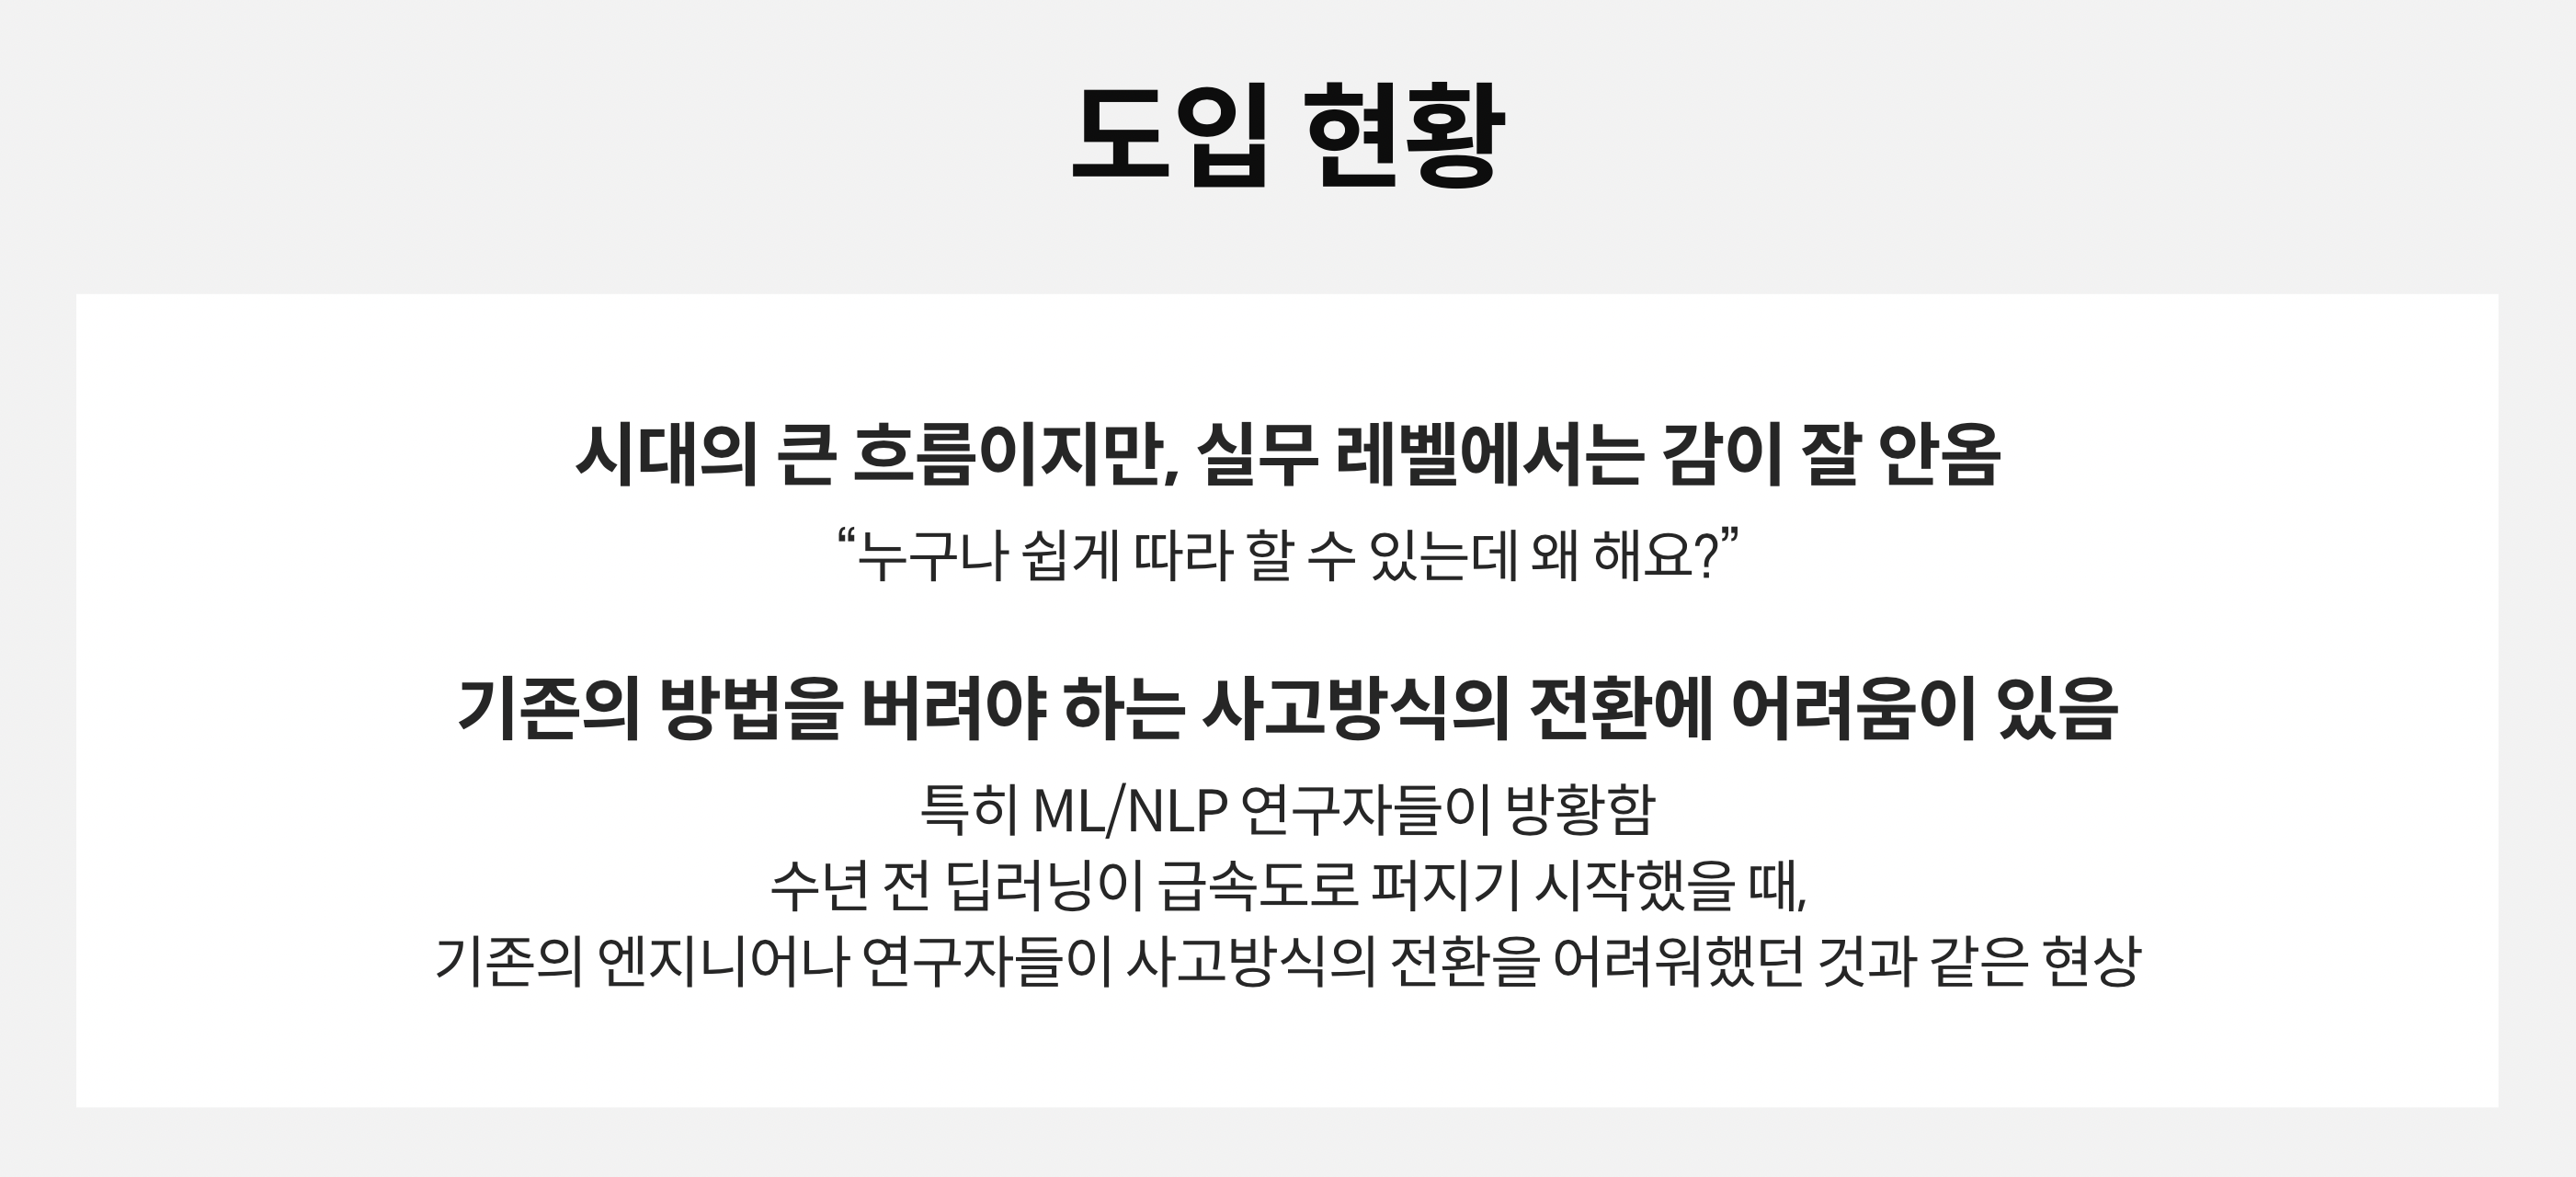 도입 현황
시대의 큰 흐름이지만, 실무 레벨에서는 감이 잘 안옴
“누구나 쉽게 따라 할 수 있는데 왜 해요?”
기존의 방법을 버려야 하는 사고방식의 전환에 어려움이 있음
특히 ML/NLP 연구자들이 방황함
수년 전 딥러닝이 급속도로 퍼지기 시작했을 때,
기존의 엔지니어나 연구자들이 사고방식의 전환을 어려워했던 것과 같은 현상